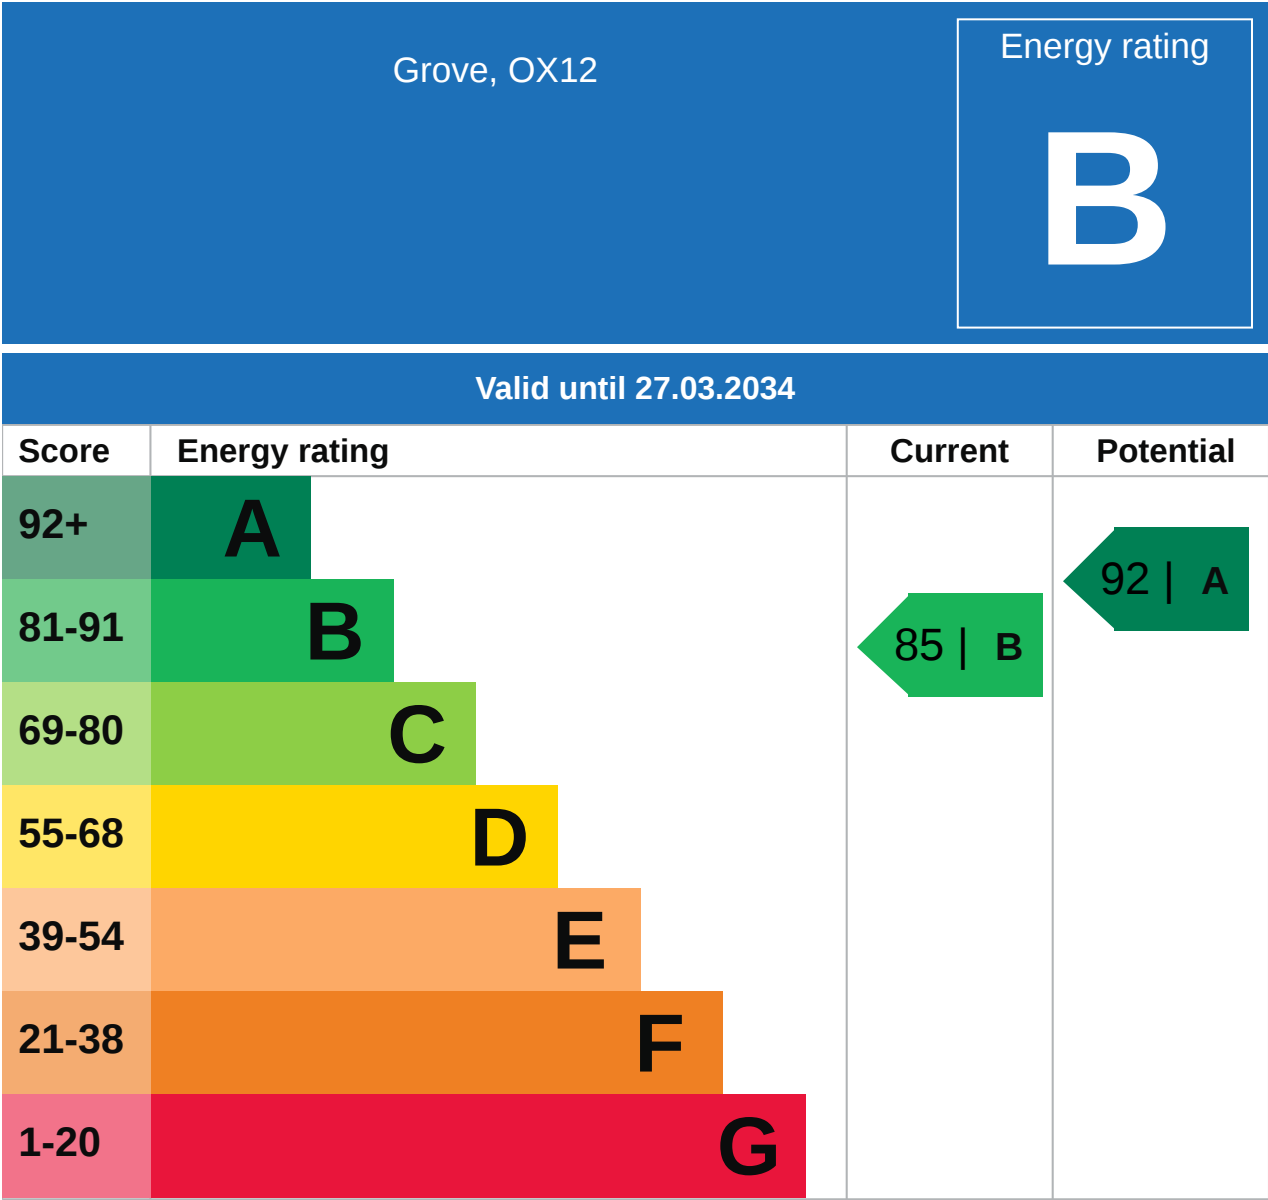 Grove, OX12
Energy rating
B
Valid until 27.03.2034
Score Energy rating Current Potential
92+ A
92 | A
81-91 B
85 | B
69-80 C
55-68 D
39-54 E
21-38 F
1-20 G